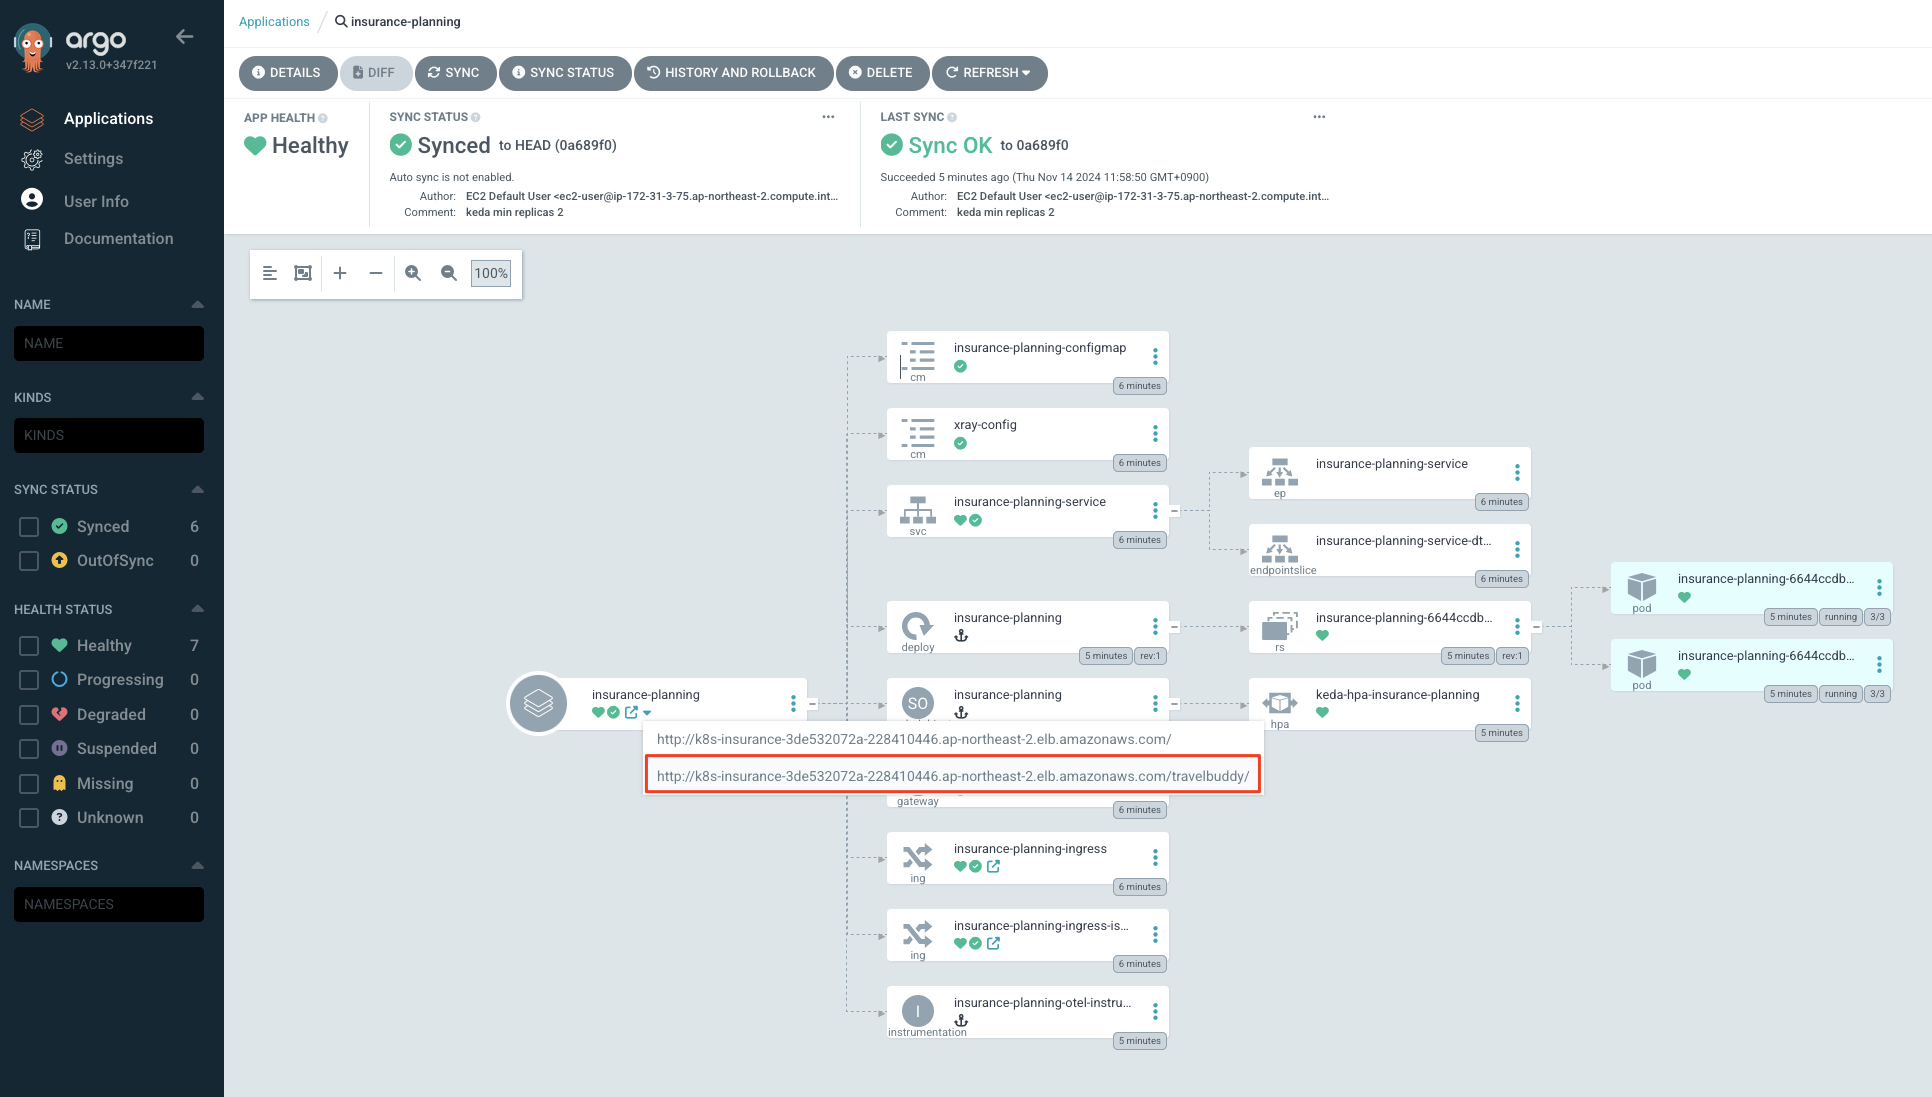 argo
v2.13.0+347f221
Applications
Settings
User Info
Documentation
NAME
NAME
KINDS
KINDS
SYNC STATUS
Synced 6
OutOfSync 0
HEALTH STATUS
Healthy 7
Progressing 0
Degraded 0
Suspended 0
Missing 0
Unknown 0
NAMESPACES
NAMESPACES
Applications / insurance-planning
DETAILS DIFF SYNC SYNC STATUS HISTORY AND ROLLBACK DELETE REFRESH
APP HEALTH
Healthy
SYNC STATUS
Synced to HEAD (0a689f0)
Auto sync is not enabled.
Author: EC2 Default User <ec2-user@ip-172-31-3-75.ap-northeast-2.compute.int...
Comment: keda min replicas 2
LAST SYNC
Sync OK to 0a689f0
Succeeded 5 minutes ago (Thu Nov 14 2024 11:58:50 GMT+0900)
Author: EC2 Default User <ec2-user@ip-172-31-3-75.ap-northeast-2.compute.int...
Comment: keda min replicas 2
100%
insurance-planning
http://k8s-insurance-3de532072a-228410446.ap-northeast-2.elb.amazonaws.com/
http://k8s-insurance-3de532072a-228410446.ap-northeast-2.elb.amazonaws.com/travelbuddy/
insurance-planning-configmap
cm
6 minutes
xray-config
cm
6 minutes
insurance-planning-service
svc
6 minutes
insurance-planning
deploy
5 minutes rev:1
SO
insurance-planning
gateway
6 minutes
insurance-planning-ingress
ing
6 minutes
insurance-planning-ingress-is...
ing
6 minutes
I
insurance-planning-otel-instru...
instrumentation
5 minutes
insurance-planning-service
ep
6 minutes
insurance-planning-service-dt...
endpointslice
6 minutes
insurance-planning-6644ccdb...
rs
5 minutes rev:1
keda-hpa-insurance-planning
hpa
5 minutes
insurance-planning-6644ccdb...
pod
5 minutes running 3/3
insurance-planning-6644ccdb...
pod
5 minutes running 3/3